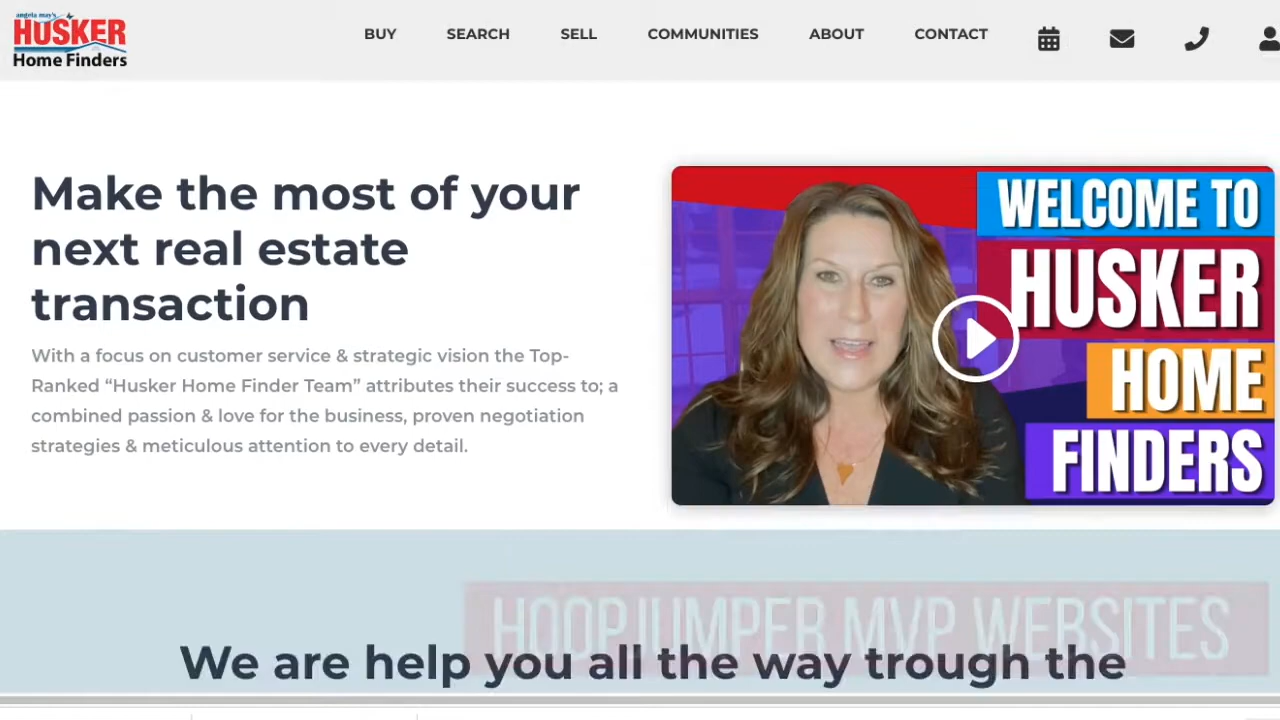 angela may's
HUSKER
Home Finders
BUY SEARCH SELL COMMUNITIES ABOUT CONTACT
Make the most of your
next real estate
transaction
With a focus on customer service & strategic vision the Top-
Ranked “Husker Home Finder Team” attributes their success to; a
combined passion & love for the business, proven negotiation
strategies & meticulous attention to every detail.
WELCOME TO
HUSKER
HOME
FINDERS
HOOPJUMPER MVP WEBSITES
We are help you all the way trough the